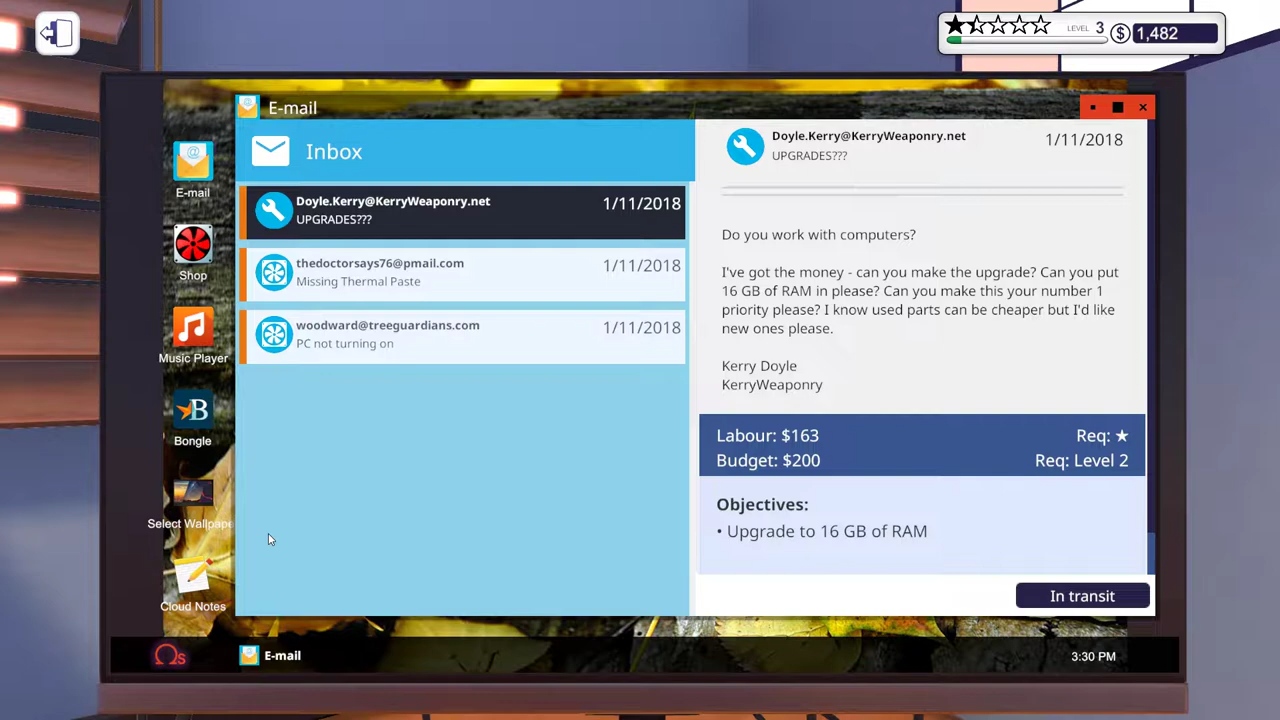 LEVEL 3 $ 1,482
E-mail
Inbox
Doyle.Kerry@KerryWeaponry.net 1/11/2018
UPGRADES???
thedoctorsays76@pmail.com 1/11/2018
Missing Thermal Paste
woodward@treeguardians.com 1/11/2018
PC not turning on
Doyle.Kerry@KerryWeaponry.net 1/11/2018
UPGRADES???
Do you work with computers?
I've got the money - can you make the upgrade? Can you put
16 GB of RAM in please? Can you make this your number 1
priority please? I know used parts can be cheaper but I'd like
new ones please.
Kerry Doyle
KerryWeaponry
Labour: $163 Req: ★
Budget: $200 Req: Level 2
Objectives:
• Upgrade to 16 GB of RAM
In transit
E-mail
Shop
Music Player
B
Bongle
Select Wallpape
Cloud Notes
Ωs
E-mail
3:30 PM